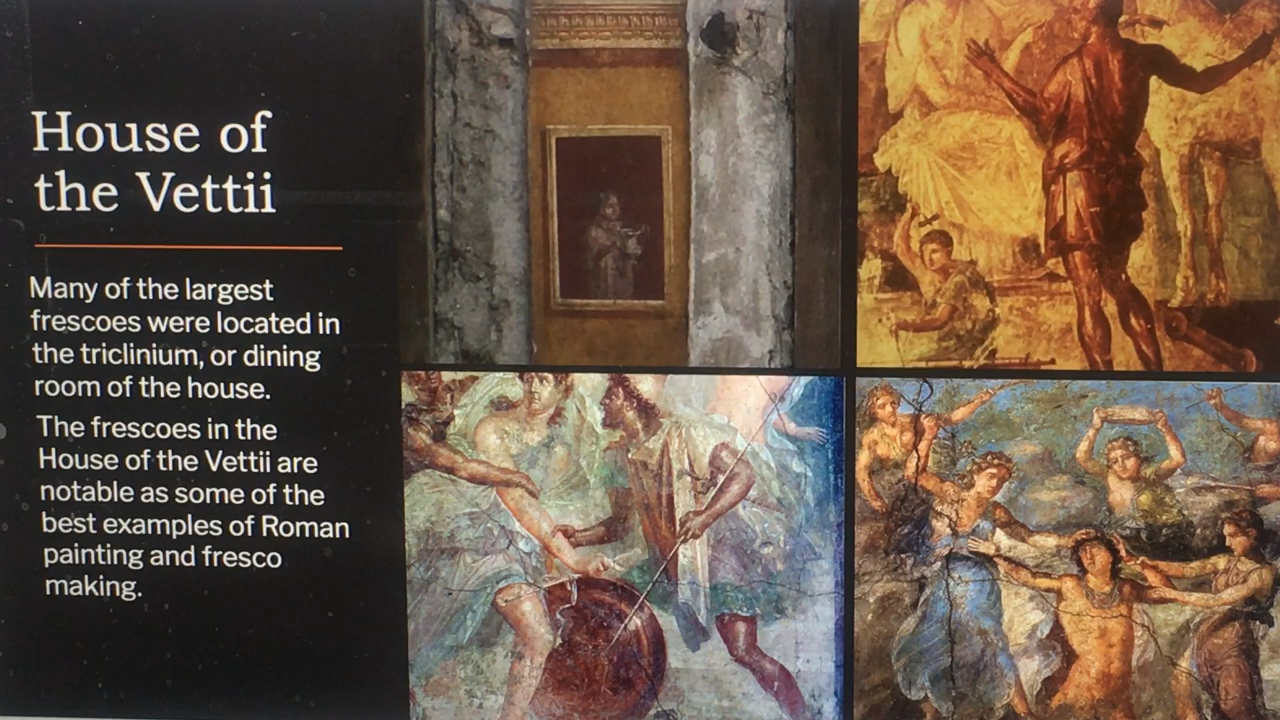 House of
the Vettii
Many of the largest
frescoes were located in
the triclinium, or dining
room of the house.
The frescoes in the
House of the Vettii are
notable as some of the
best examples of Roman
painting and fresco
making.